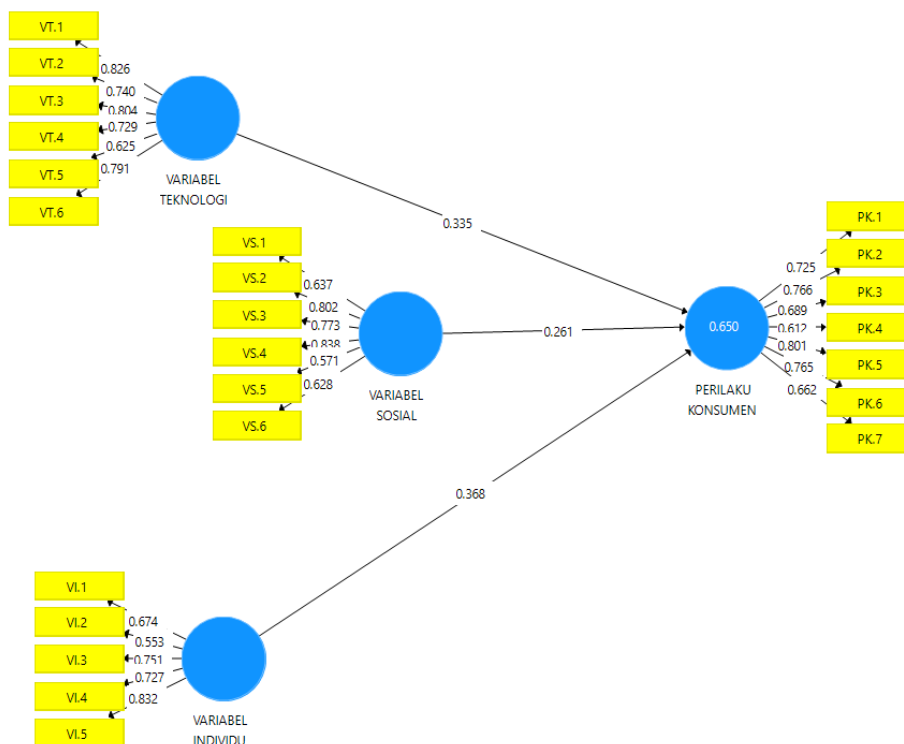 VT.1
VT.2
VT.3
VT.4
VT.5
VT.6
0.826
0.740
0.804
0.729
0.625
0.791
VARIABEL
TEKNOLOGI
0.335
VS.1
VS.2
VS.3
VS.4
VS.5
VS.6
0.637
0.802
0.773
0.838
0.571
0.628
VARIABEL
SOSIAL
0.261
0.650
PERILAKU
KONSUMEN
0.725
0.766
0.689
0.612
0.801
0.765
0.662
PK.1
PK.2
PK.3
PK.4
PK.5
PK.6
PK.7
0.368
VI.1
VI.2
VI.3
VI.4
VI.5
0.674
0.553
0.751
0.727
0.832
VARIABEL
INDIVIDU